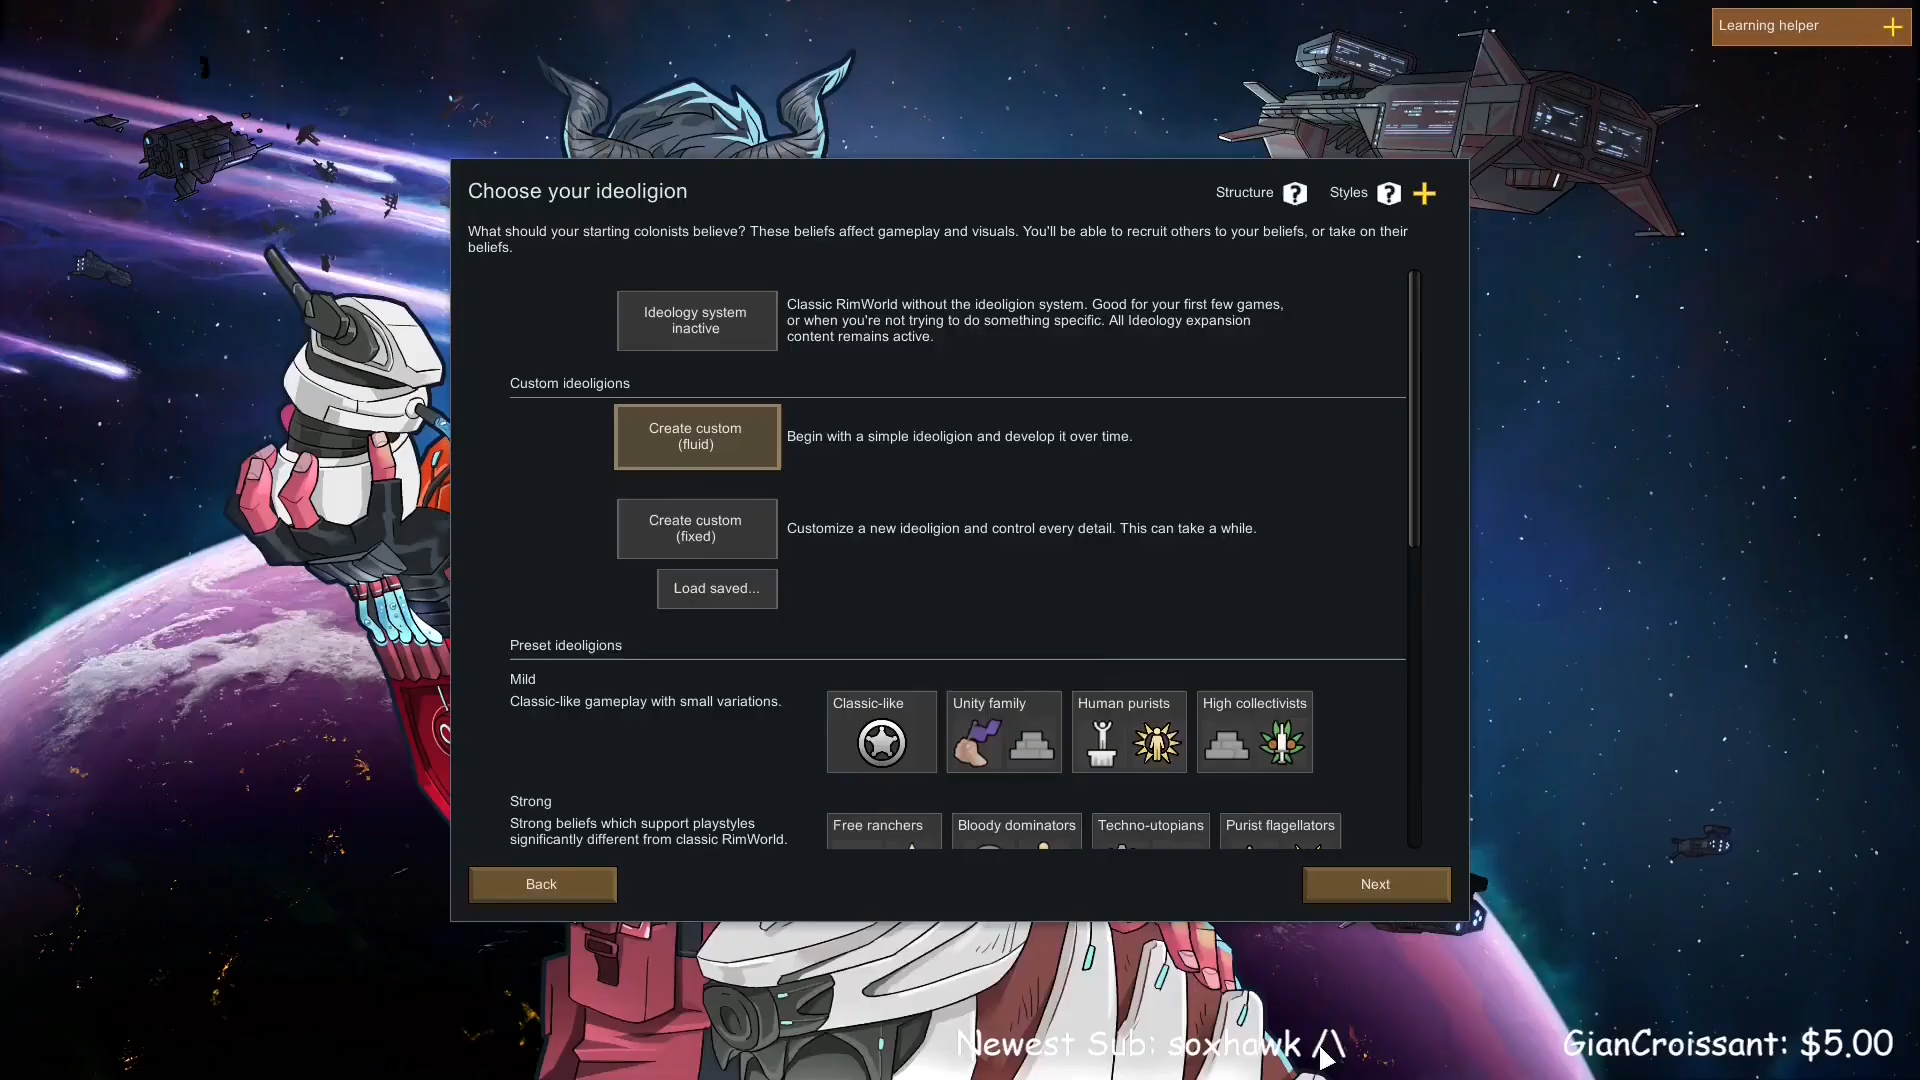 Learning helper
Choose your ideoligion
Structure
Styles
What should your starting colonists believe? These beliefs affect gameplay and visuals. You'll be able to recruit others to your beliefs, or take on their
beliefs.
Ideology system
inactive
Classic RimWorld without the ideoligion system. Good for your first few games,
or when you're not trying to do something specific. All Ideology expansion
content remains active.
Custom ideoligions
Create custom
(fluid)
Begin with a simple ideoligion and develop it over time.
Create custom
(fixed)
Customize a new ideoligion and control every detail. This can take a while.
Load saved...
Preset ideoligions
Mild
Classic-like gameplay with small variations.
Classic-like
Unity family
Human purists
High collectivists
Strong
Strong beliefs which support playstyles
significantly different from classic RimWorld.
Free ranchers
Bloody dominators
Techno-utopians
Purist flagellators
Back
Next
Newest Sub: soxhawk /\
GianCroissant: $5.00